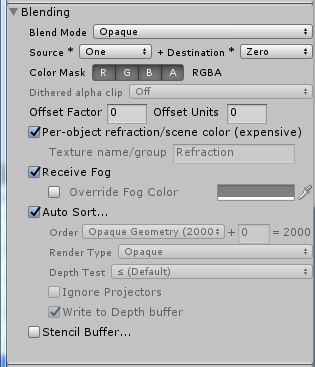 Blending
Blend Mode Opaque
Source * One + Destination * Zero
Color Mask R G B A RGBA
Dithered alpha clip Off
Offset Factor 0 Offset Units 0
Per-object refraction/scene color (expensive)
Texture name/group Refraction
Receive Fog
Override Fog Color
Auto Sort...
Order Opaque Geometry (2000 + 0 = 2000
Render Type Opaque
Depth Test ≤ (Default)
Ignore Projectors
Write to Depth buffer
Stencil Buffer...